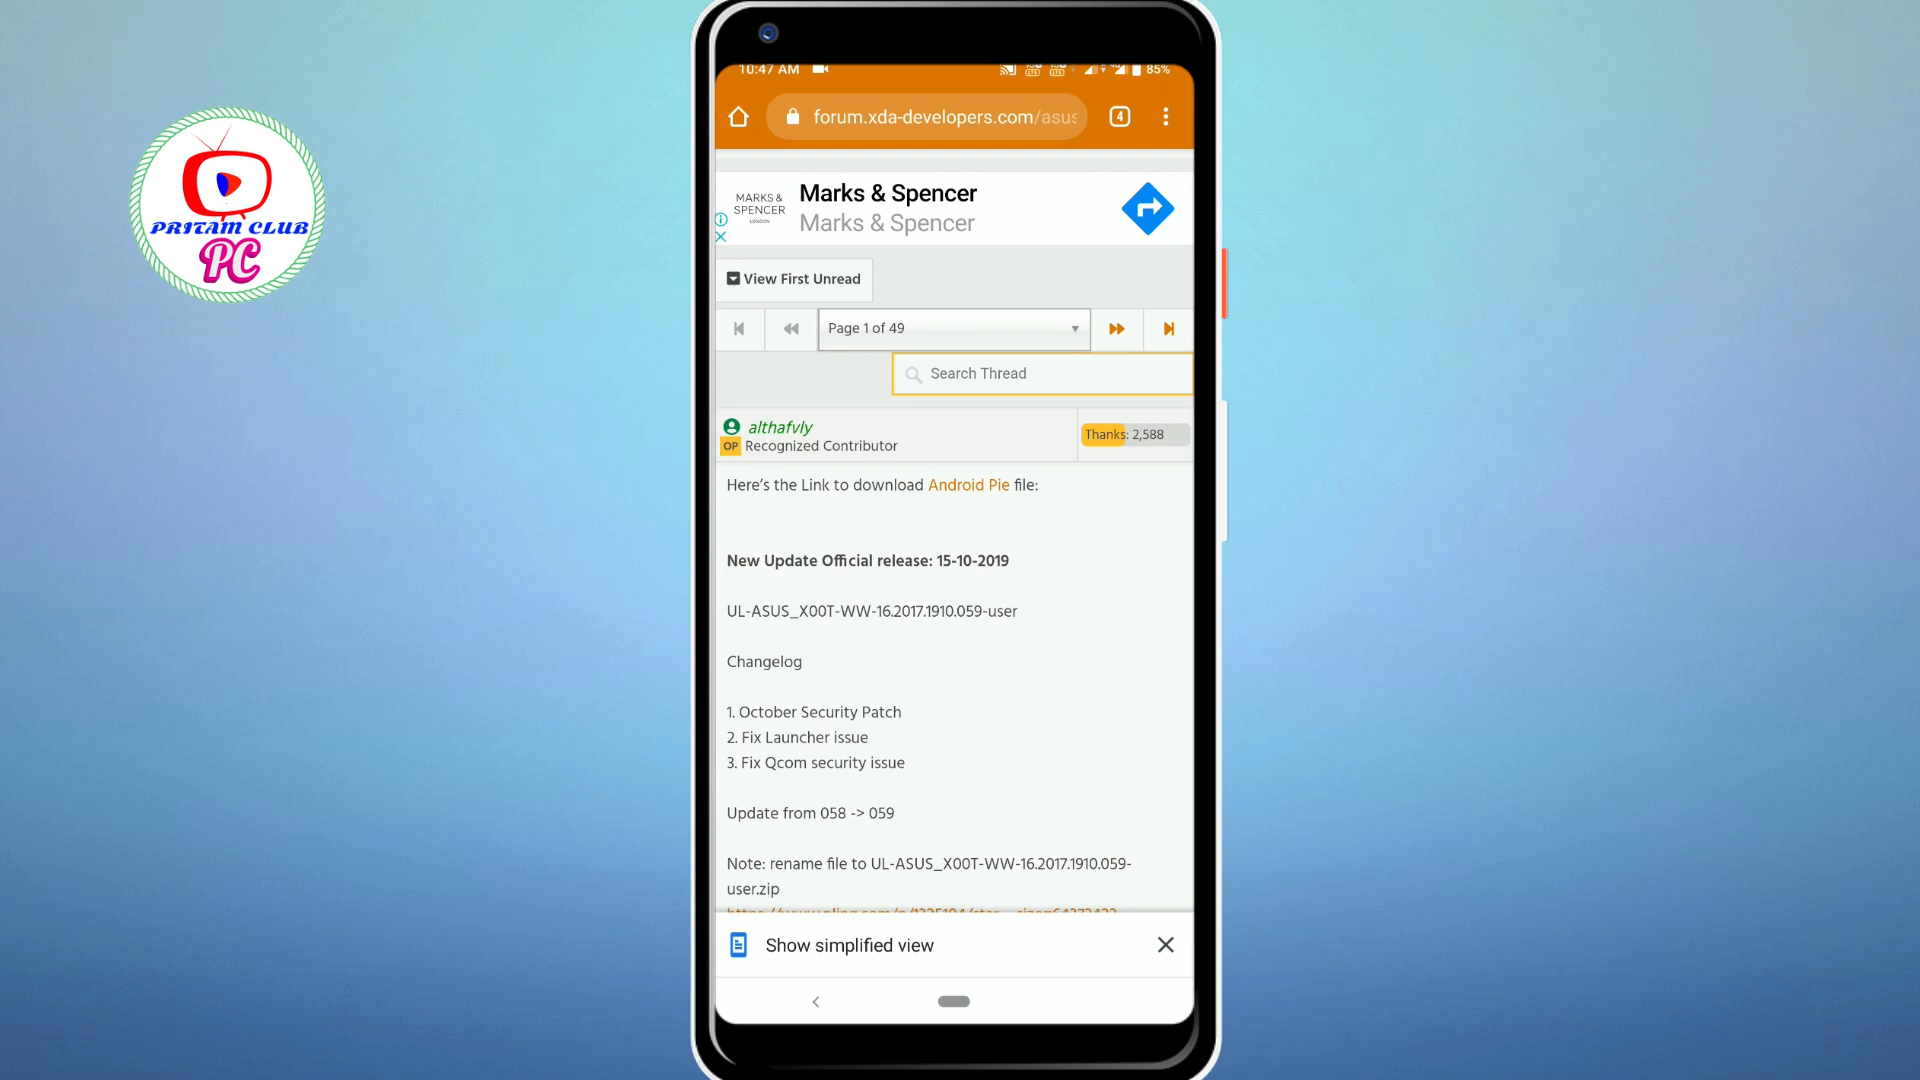 PRITAM CLUB
PC
10:47 AM
85%
forum.xda-developers.com/asus
4
MARKS &
SPENCER
LONDON
Marks & Spencer
Marks & Spencer
View First Unread
Page 1 of 49
Search Thread
althafvly
OP Recognized Contributor
Thanks: 2,588
Here's the Link to download Android Pie file:
New Update Official release: 15-10-2019
UL-ASUS_X00T-WW-16.2017.1910.059-user
Changelog
1. October Security Patch
2. Fix Launcher issue
3. Fix Qcom security issue
Update from 058 -> 059
Note: rename file to UL-ASUS_X00T-WW-16.2017.1910.059-
user.zip
Show simplified view